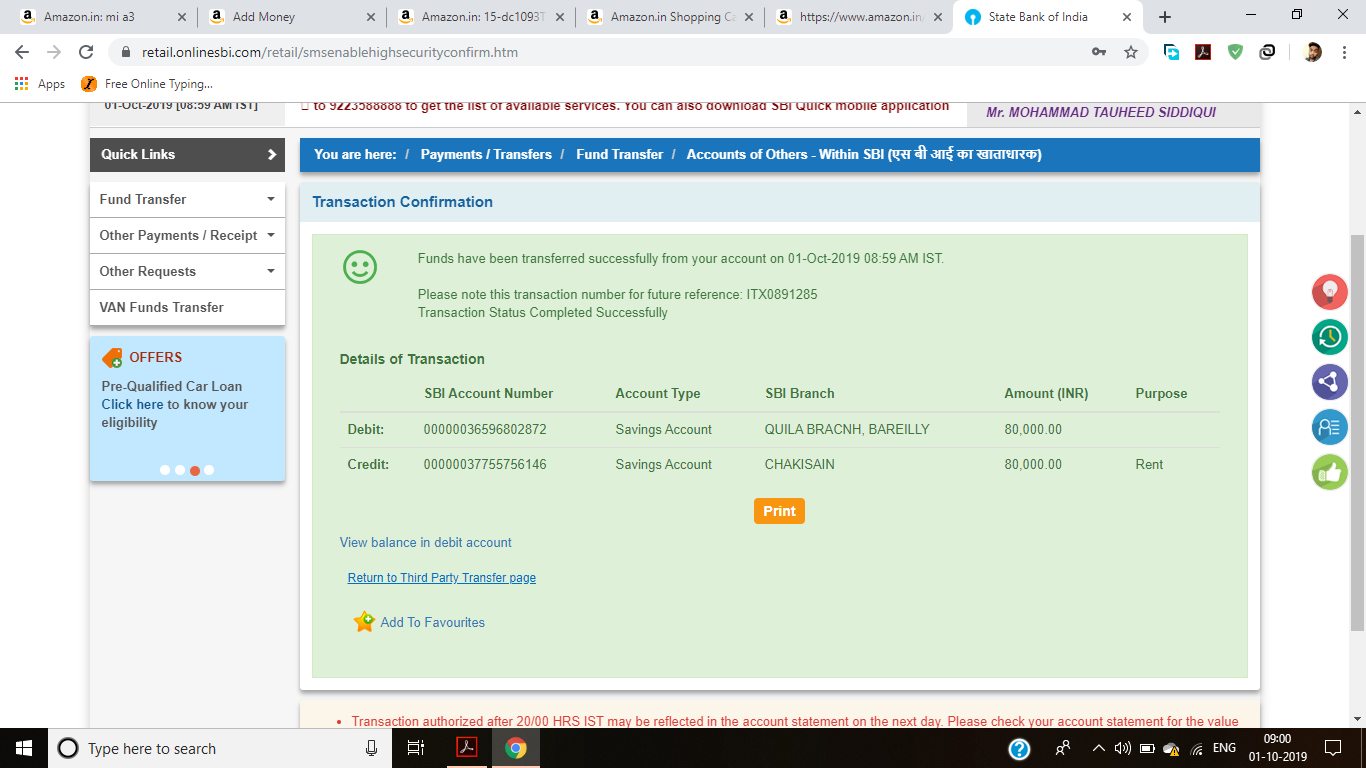 Amazon.in: mi a3
Add Money
Amazon.in: 15-dc1093T
Amazon.in Shopping Ca
https://www.amazon.in/
State Bank of India
retail.onlinesbi.com/retail/smsenablehighsecurityconfirm.htm
Apps
Free Online Typing...
01-Oct-2019 [08:59 AM IST]
to 9223588888 to get the list of available services. You can also download SBI Quick mobile application
Mr. MOHAMMAD TAUHEED SIDDIQUI
Quick Links
You are here: / Payments / Transfers / Fund Transfer / Accounts of Others - Within SBI (एस बी आई का खाताधारक)
Fund Transfer
Other Payments / Receipt
Other Requests
VAN Funds Transfer
OFFERS
Pre-Qualified Car Loan
Click here to know your
eligibility
Transaction Confirmation
Funds have been transferred successfully from your account on 01-Oct-2019 08:59 AM IST.
Please note this transaction number for future reference: ITX0891285
Transaction Status Completed Successfully
Details of Transaction
SBI Account Number Account Type SBI Branch Amount (INR) Purpose
Debit: 00000036596802872 Savings Account QUILA BRACNH, BAREILLY 80,000.00
Credit: 00000037755756146 Savings Account CHAKISAIN 80,000.00 Rent
Print
View balance in debit account
Return to Third Party Transfer page
Add To Favourites
Transaction authorized after 20/00 HRS IST may be reflected in the account statement on the next day. Please check your account statement for the value
Type here to search
ENG
09:00
01-10-2019